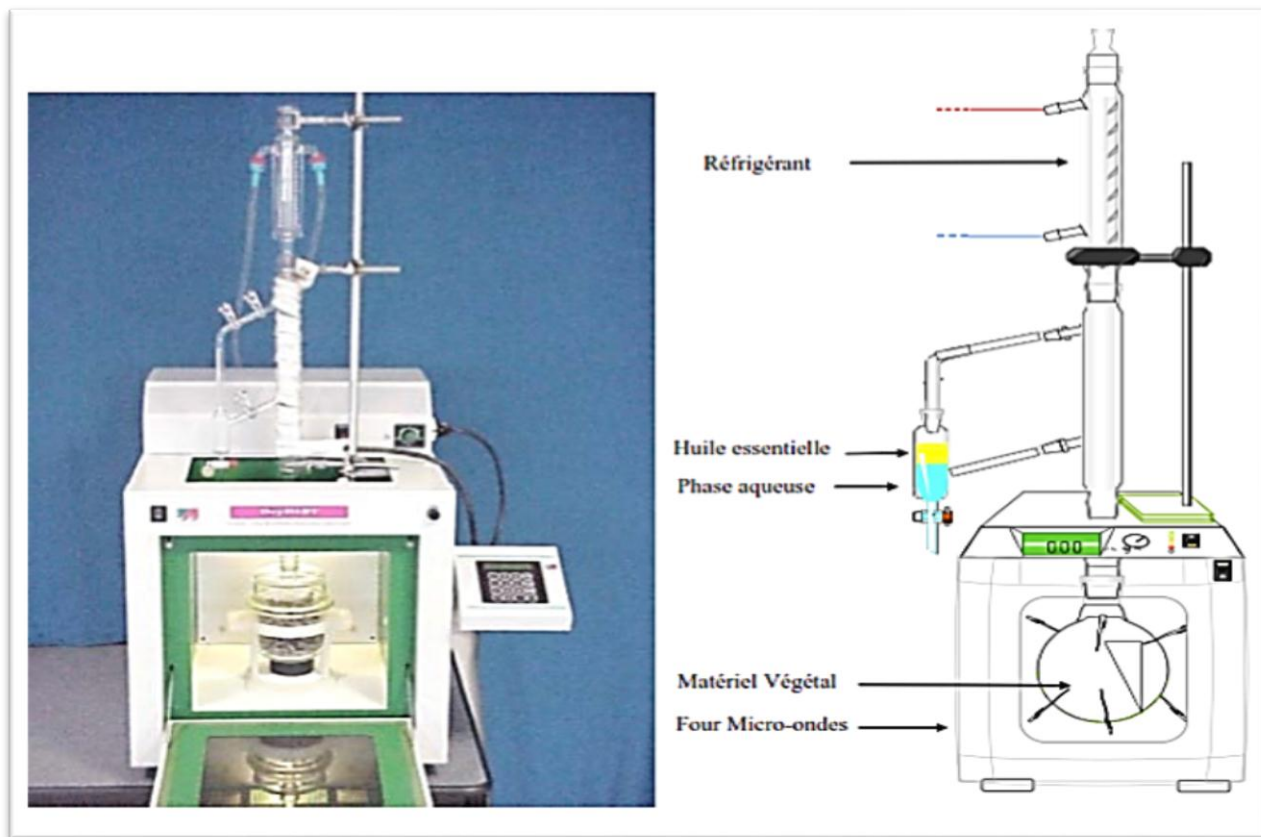 Réfrigérant
Huile essentielle
Phase aqueuse
000
Matériel Végétal
Four Micro-ondes